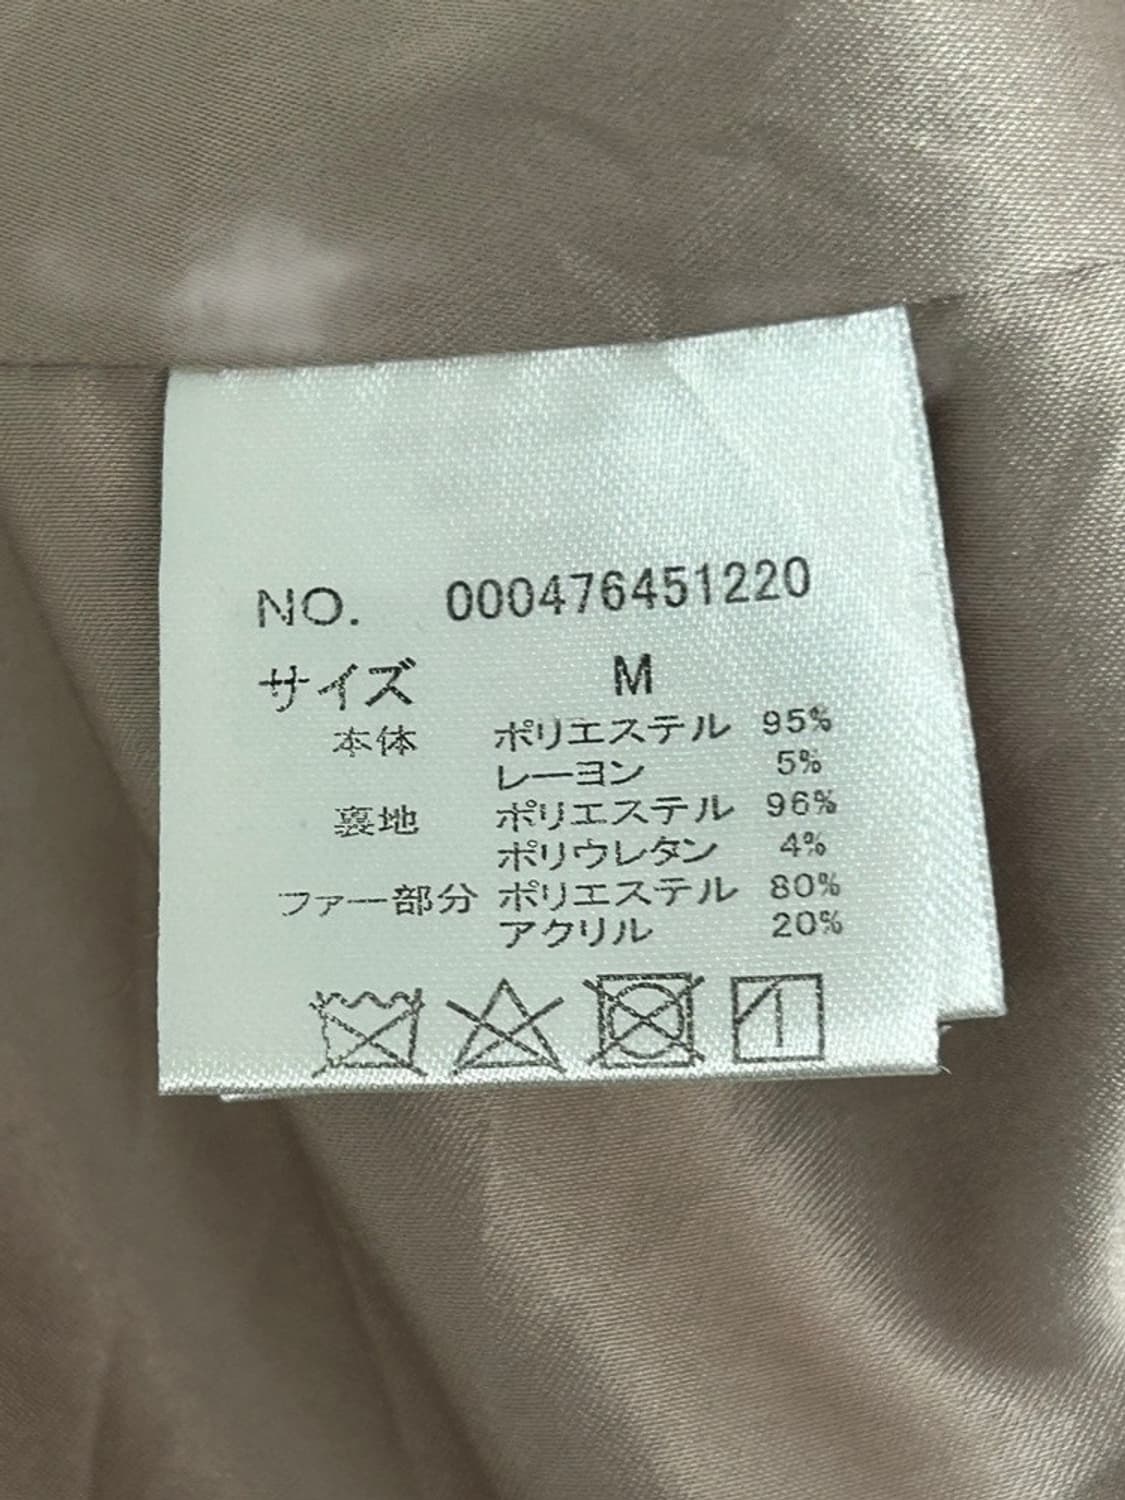 NO. 000476451220
サイズ M
本体 ポリエステル 95%
レーヨン 5%
裏地 ポリエステル 96%
ポリウレタン 4%
ファー部分 ポリエステル 80%
アクリル 20%